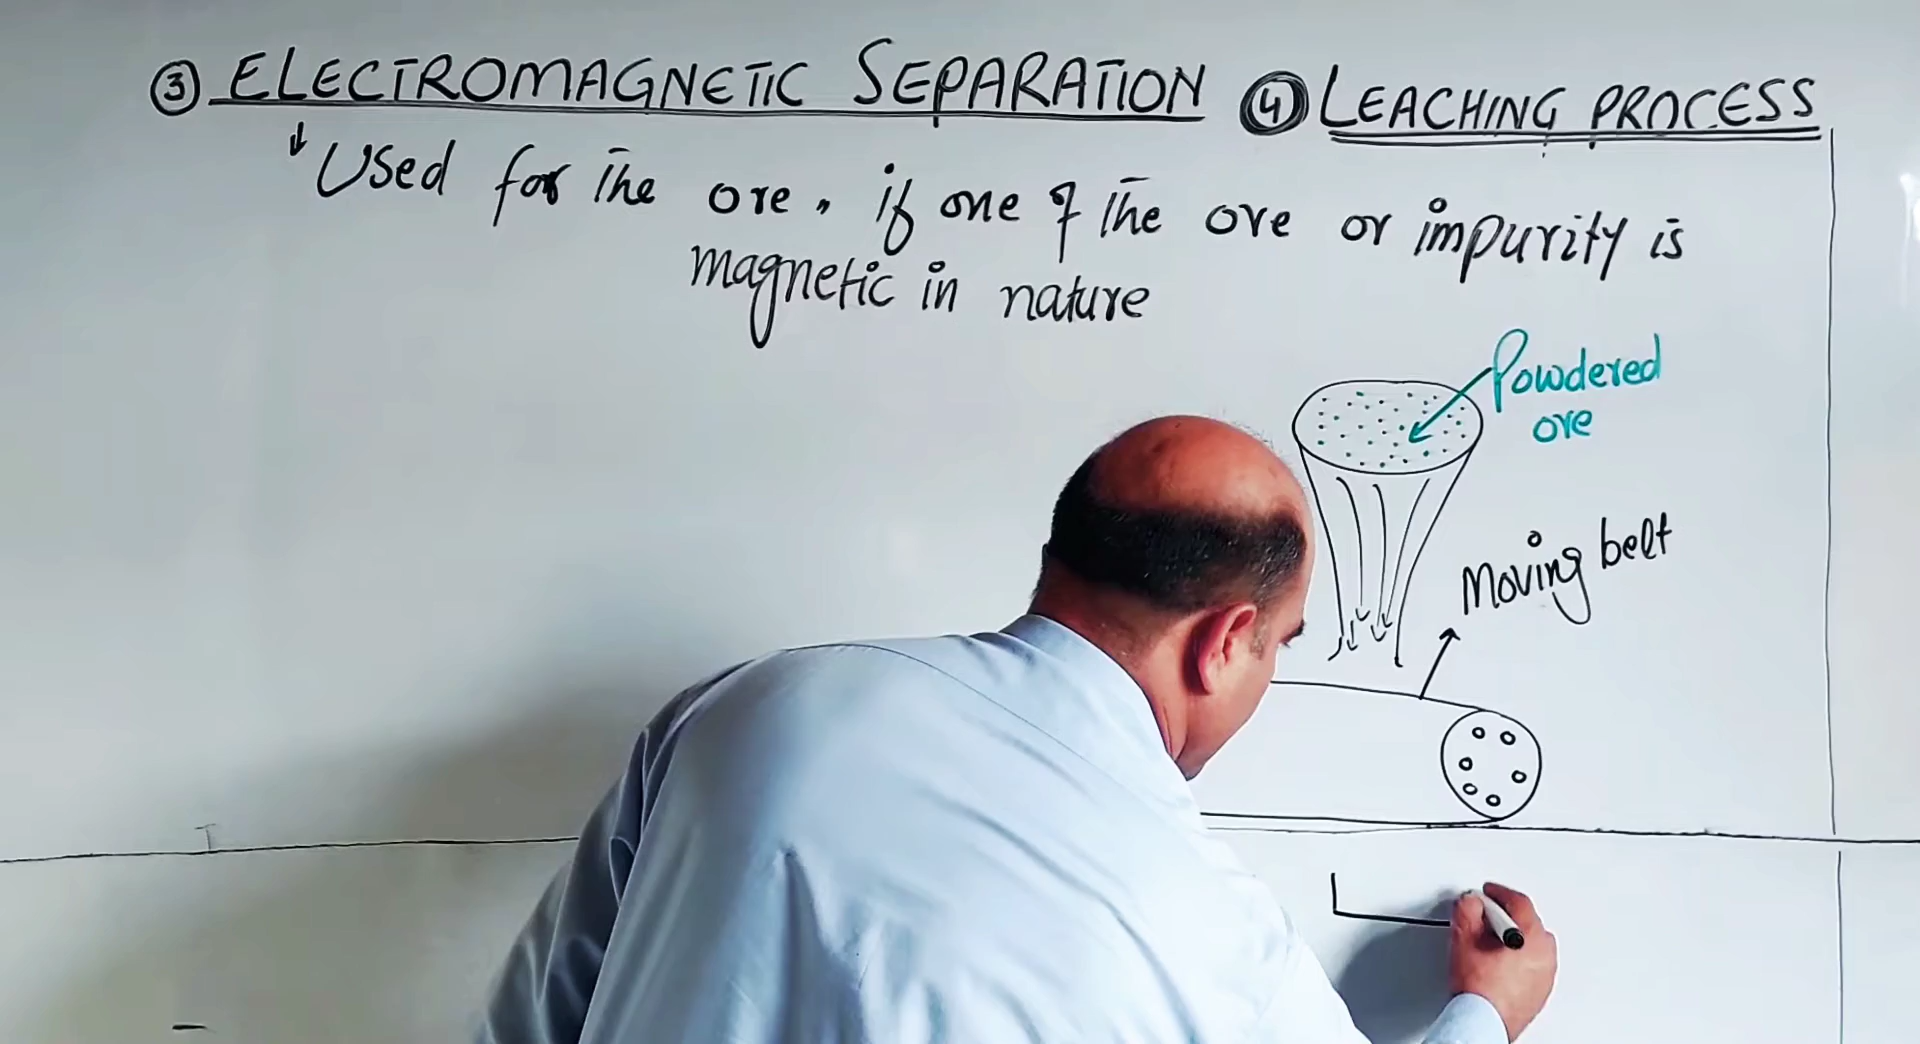 ③ ELECTROMAGNETIC SEPARATION ④ LEACHING PROCESS
↓ Used for the ore, if one of the ore or impurity is
magnetic in nature
Powdered
ore
Moving belt